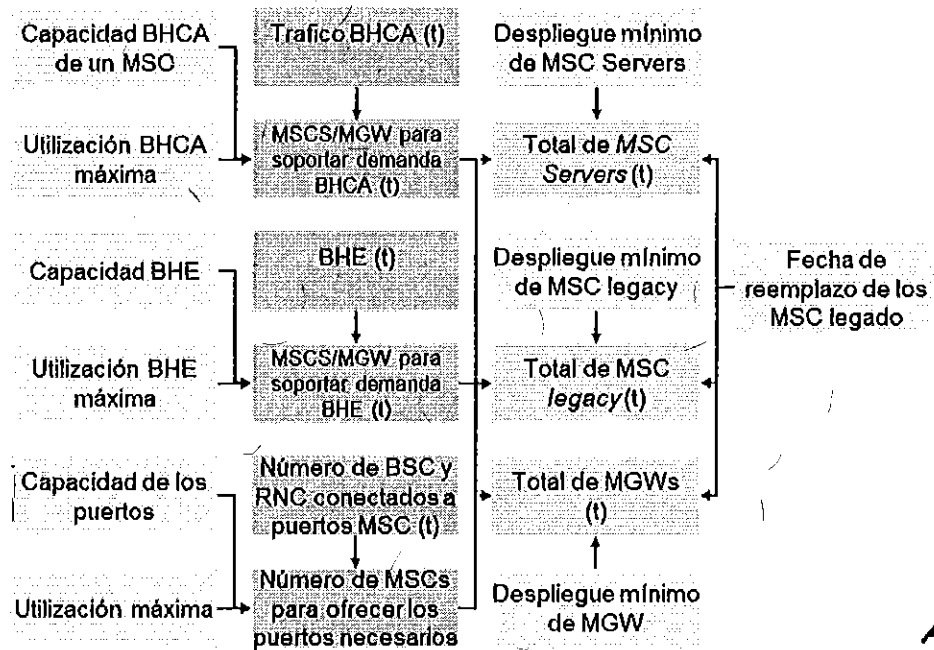 Capacidad BHCA
de un MSC
Trafico BHCA (t)
Despliegue mínimo
de MSC Servers
Utilización BHCA
máxima
MSCS/MGW para
soportar demanda
BHCA (t)
Total de MSC
Servers (t)
Capacidad BHE
BHE (t)
Despliegue mínimo
de MSC legacy
Fecha de
reemplazo de los
MSC legado
Utilización BHE
máxima
MSCS/MGW para
soportar demanda
BHE (t)
Total de MSC
legacy (t)
Capacidad de los
puertos
Número de BSC y
RNC conectados a
puertos MSC (t)
Total de MGWs
(t)
Utilización máxima
Número de MSCs
para ofrecer los
puertos necesarios
Despliegue mínimo
de MGW